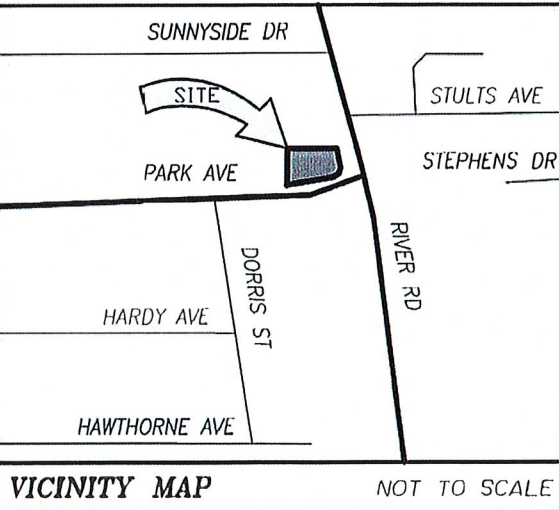 SUNNYSIDE DR
SITE
STULTS AVE
PARK AVE
STEPHENS DR
RIVER RD
DORRIS ST
HARDY AVE
HAWTHORNE AVE
VICINITY MAP
NOT TO SCALE